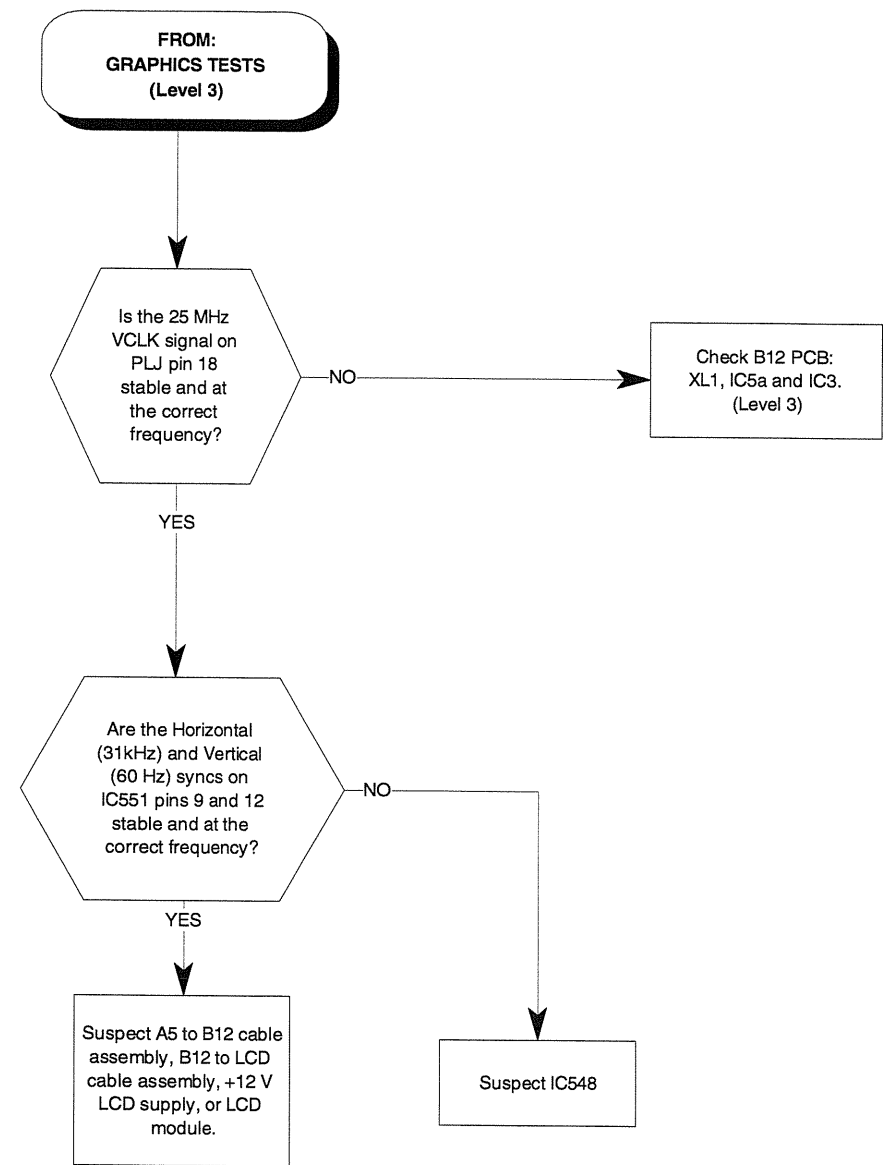 FROM:
GRAPHICS TESTS
(Level 3)
Is the 25 MHz
VCLK signal on
PLJ pin 18
stable and at
the correct
frequency?
NO
Check B12 PCB:
XL1, IC5a and IC3.
(Level 3)
YES
Are the Horizontal
(31kHz) and Vertical
(60 Hz) syncs on
IC551 pins 9 and 12
stable and at the
correct frequency?
NO
YES
Suspect A5 to B12 cable
assembly, B12 to LCD
cable assembly, +12 V
LCD supply, or LCD
module.
Suspect IC548